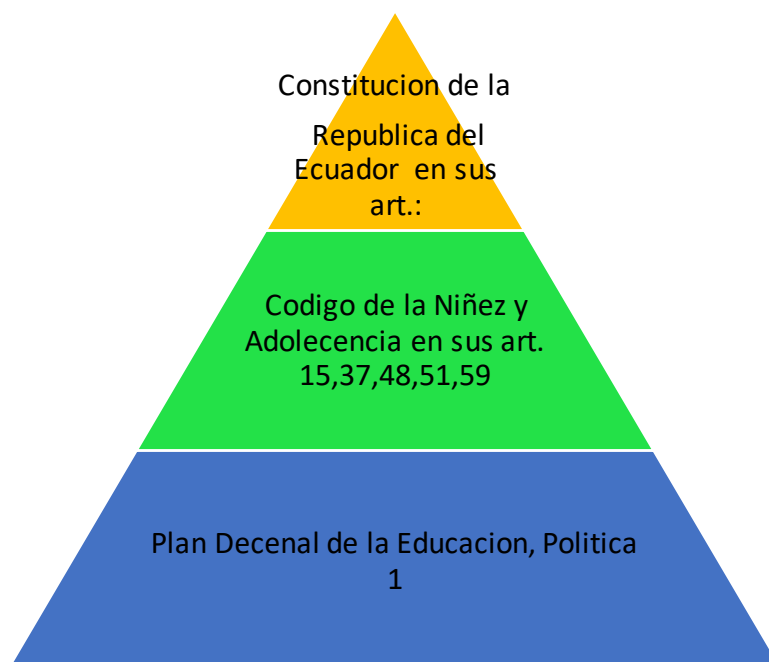 Constitucion de la
Republica del
Ecuador  en sus
art.:
Codigo de la Niñez y
Adolecencia en sus art.
15,37,48,51,59
Plan Decenal de la Educacion, Politica
1